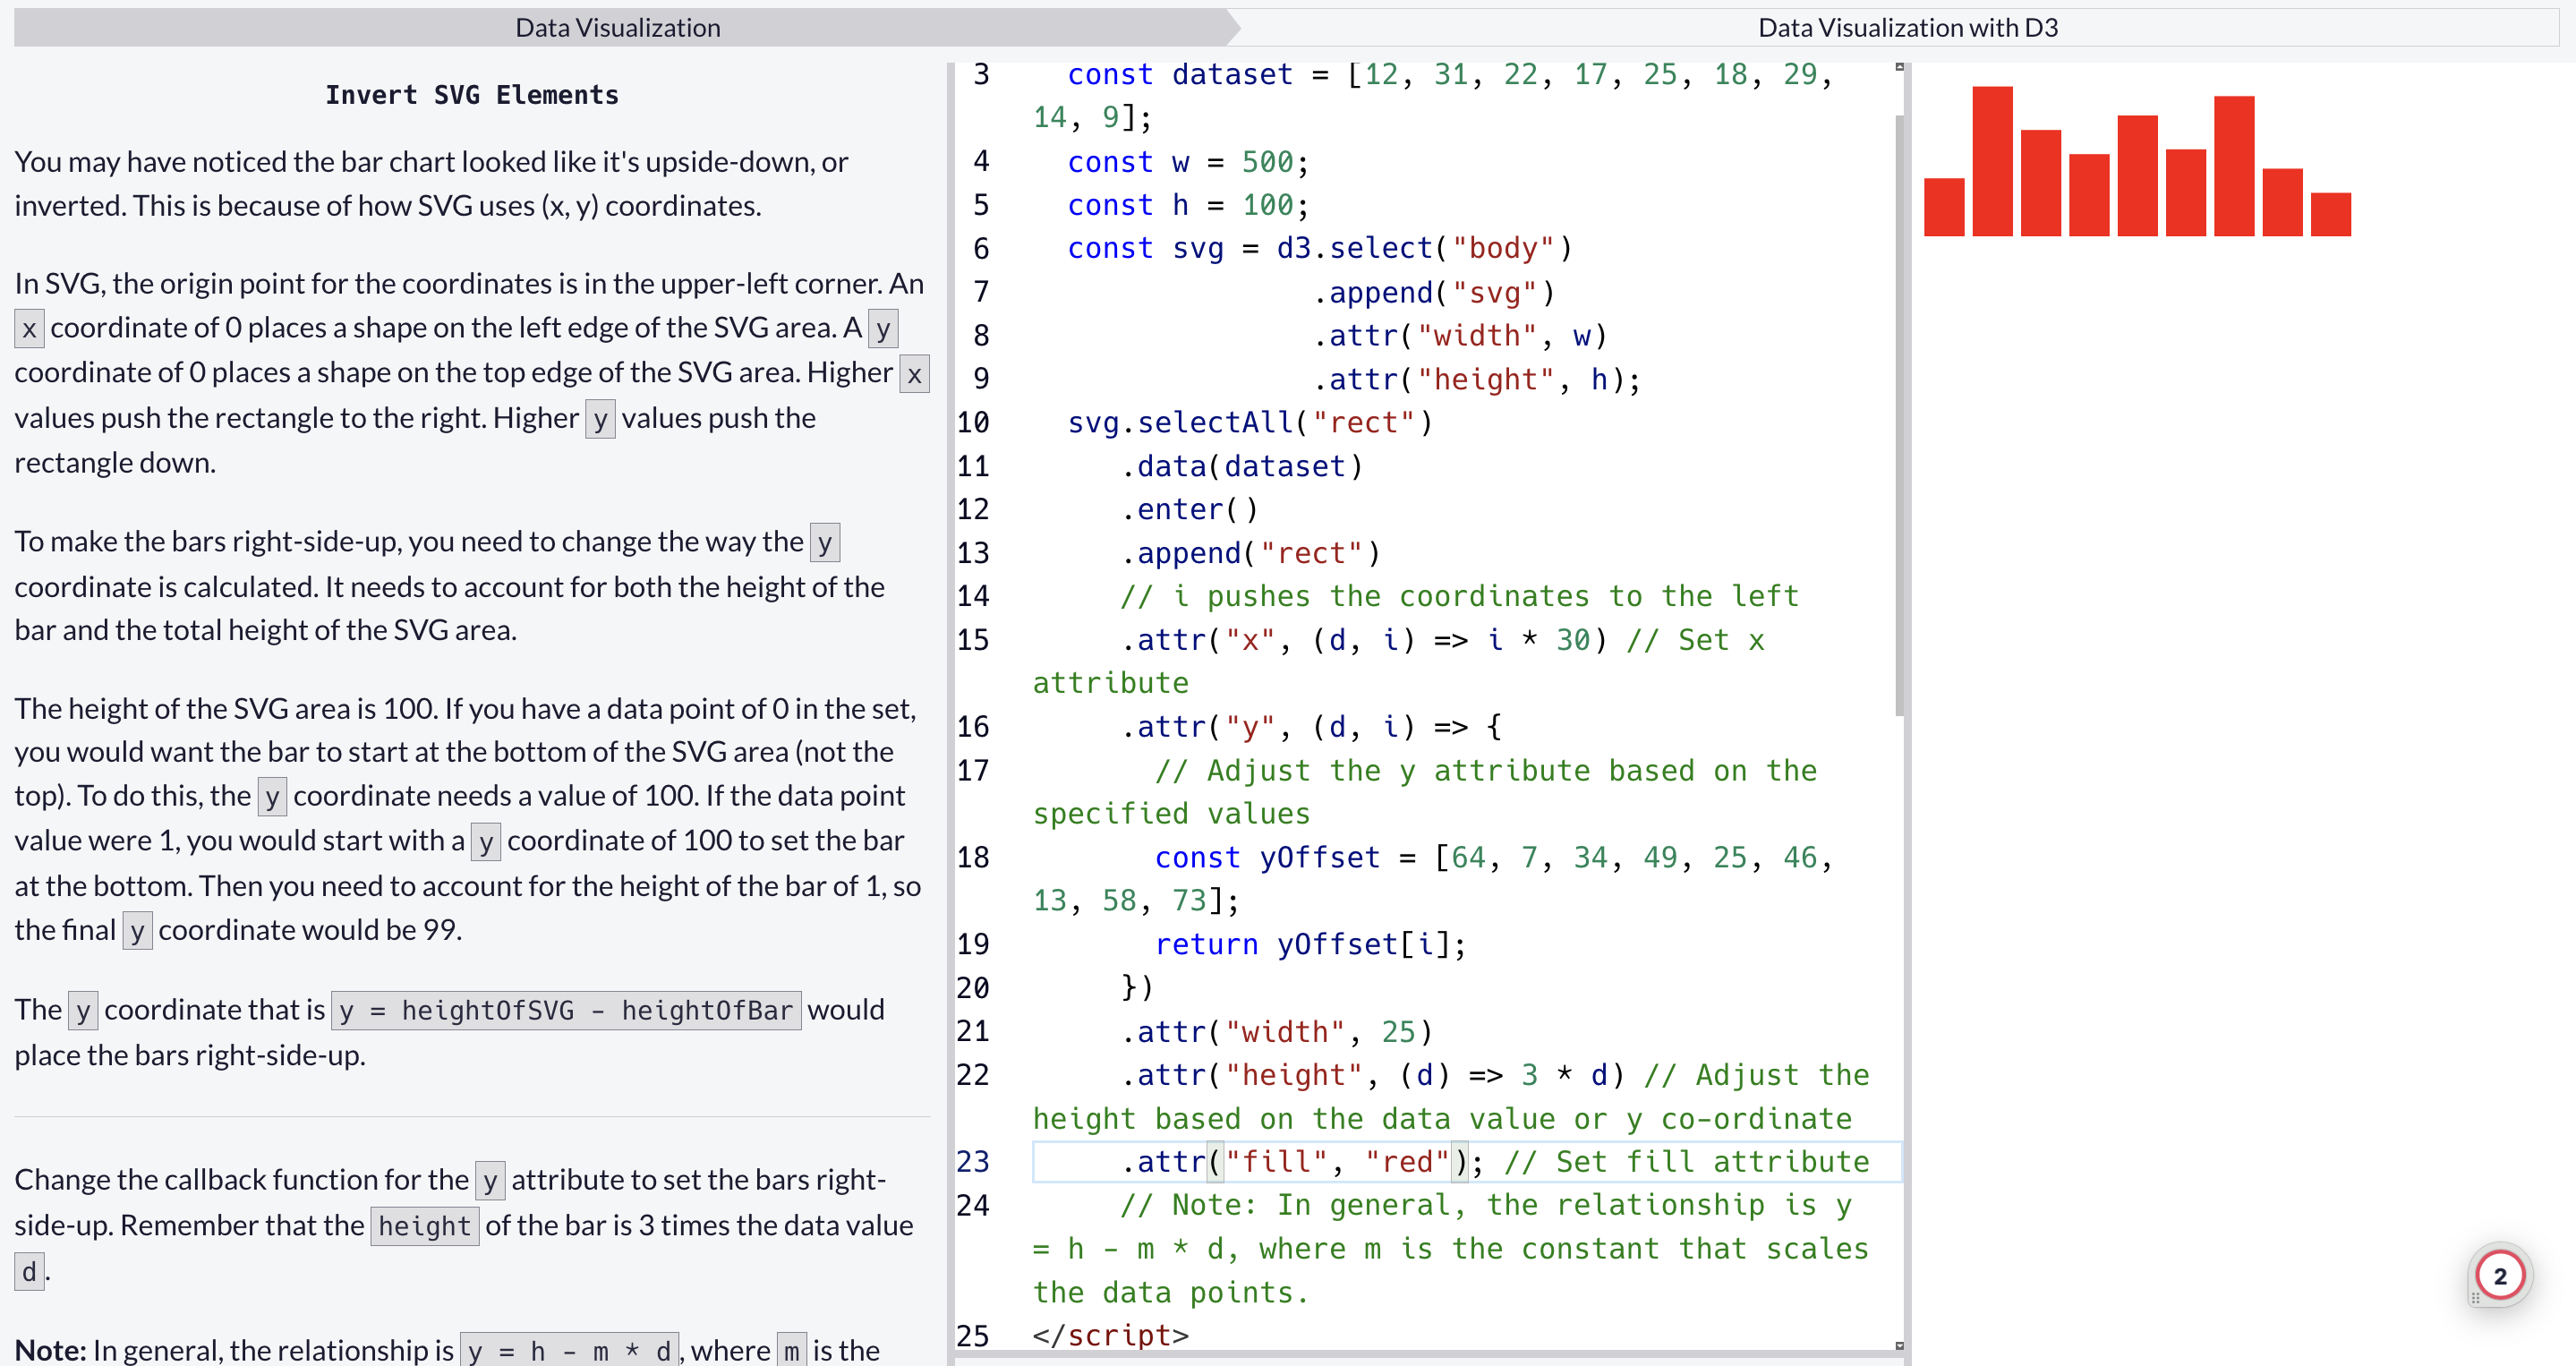 Data Visualization
Data Visualization with D3
Invert SVG Elements
You may have noticed the bar chart looked like it's upside-down, or
inverted. This is because of how SVG uses (x, y) coordinates.
In SVG, the origin point for the coordinates is in the upper-left corner. An
x coordinate of 0 places a shape on the left edge of the SVG area. A y
coordinate of 0 places a shape on the top edge of the SVG area. Higher x
values push the rectangle to the right. Higher y values push the
rectangle down.
To make the bars right-side-up, you need to change the way the y
coordinate is calculated. It needs to account for both the height of the
bar and the total height of the SVG area.
The height of the SVG area is 100. If you have a data point of 0 in the set,
you would want the bar to start at the bottom of the SVG area (not the
top). To do this, the y coordinate needs a value of 100. If the data point
value were 1, you would start with a y coordinate of 100 to set the bar
at the bottom. Then you need to account for the height of the bar of 1, so
the final y coordinate would be 99.
The y coordinate that is y = heightOfSVG - heightOfBar would
place the bars right-side-up.
Change the callback function for the y attribute to set the bars right-
side-up. Remember that the height of the bar is 3 times the data value
d.
Note: In general, the relationship is y = h - m * d, where m is the
3 const dataset = [12, 31, 22, 17, 25, 18, 29,
14, 9];
4 const w = 500;
5 const h = 100;
6 const svg = d3.select("body")
7 .append("svg")
8 .attr("width", w)
9 .attr("height", h);
10 svg.selectAll("rect")
11 .data(dataset)
12 .enter()
13 .append("rect")
14 // i pushes the coordinates to the left
15 .attr("x", (d, i) => i * 30) // Set x
attribute
16 .attr("y", (d, i) => {
17 // Adjust the y attribute based on the
specified values
18 const yOffset = [64, 7, 34, 49, 25, 46,
13, 58, 73];
19 return yOffset[i];
20 })
21 .attr("width", 25)
22 .attr("height", (d) => 3 * d) // Adjust the
height based on the data value or y co-ordinate
23 .attr("fill", "red"); // Set fill attribute
24 // Note: In general, the relationship is y
= h - m * d, where m is the constant that scales
the data points.
25 </script>
2